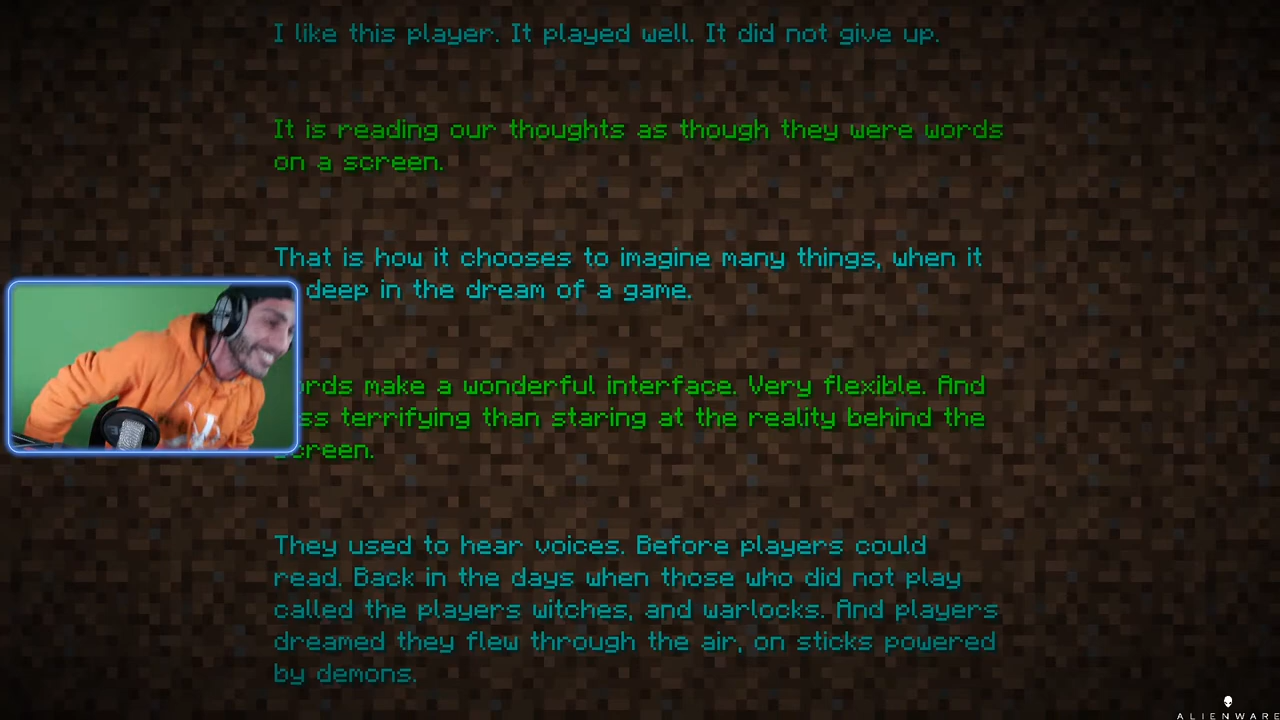 I like this player. It played well. It did not give up.
It is reading our thoughts as though they were words
on a screen.
That is how it chooses to imagine many things, when it
deep in the dream of a game.
ords make a wonderful interface. Very flexible. And
ss terrifying than staring at the reality behind the
creen.
They used to hear voices. Before players could
read. Back in the days when those who did not play
called the players witches, and warlocks. And players
dreamed they flew through the air, on sticks powered
by demons.
ALIENWARE